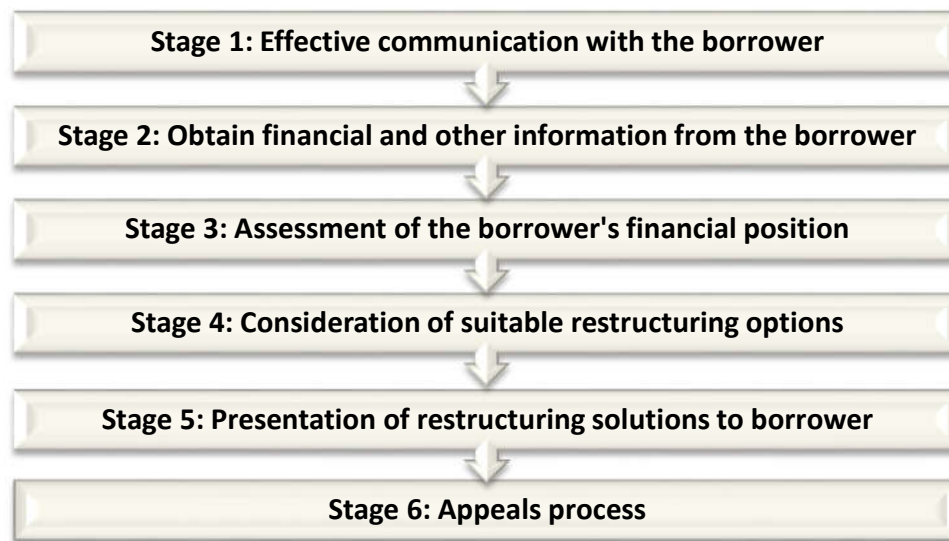 Stage 1: Effective communication with the borrower
Stage 2: Obtain financial and other information from the borrower
Stage 3: Assessment of the borrower's financial position
Stage 4: Consideration of suitable restructuring options
Stage 5: Presentation of restructuring solutions to borrower
Stage 6: Appeals process